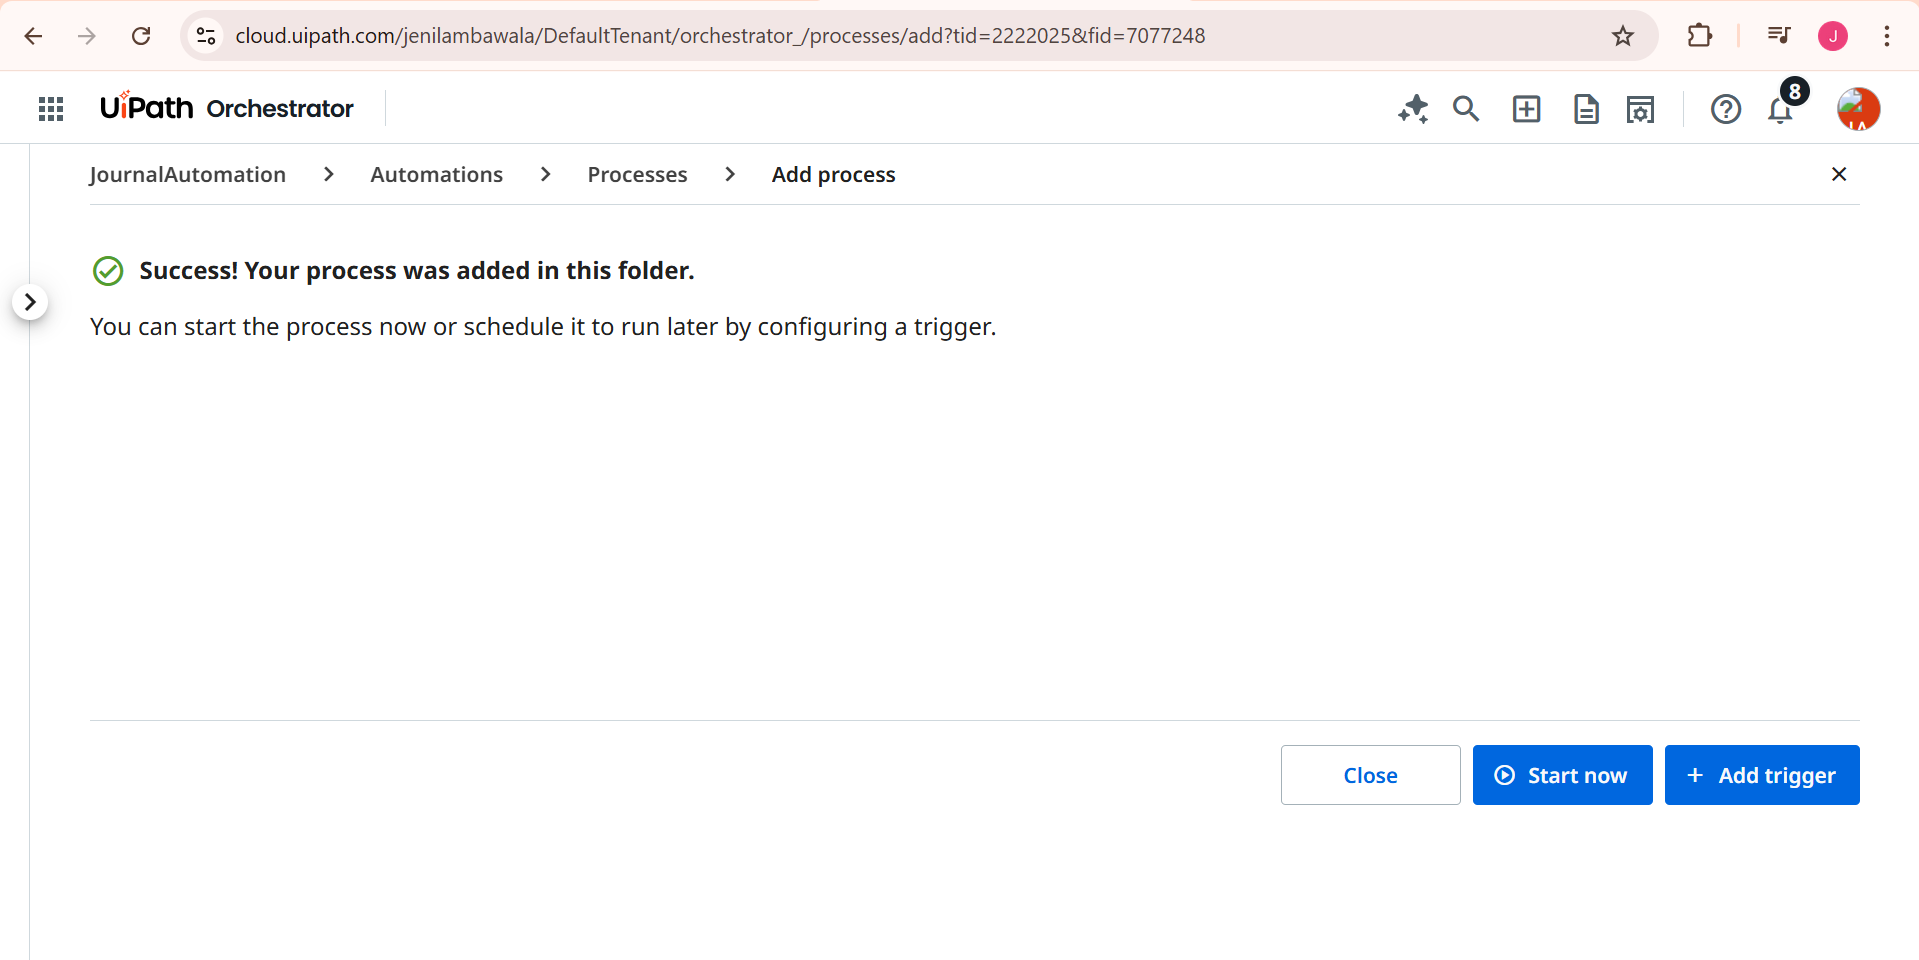 cloud.uipath.com/jenilambawala/DefaultTenant/orchestrator_/processes/add?tid=2222025&fid=7077248
J
UiPath Orchestrator
8
JournalAutomation > Automations > Processes > Add process
Success! Your process was added in this folder.
You can start the process now or schedule it to run later by configuring a trigger.
Close
Start now
+ Add trigger